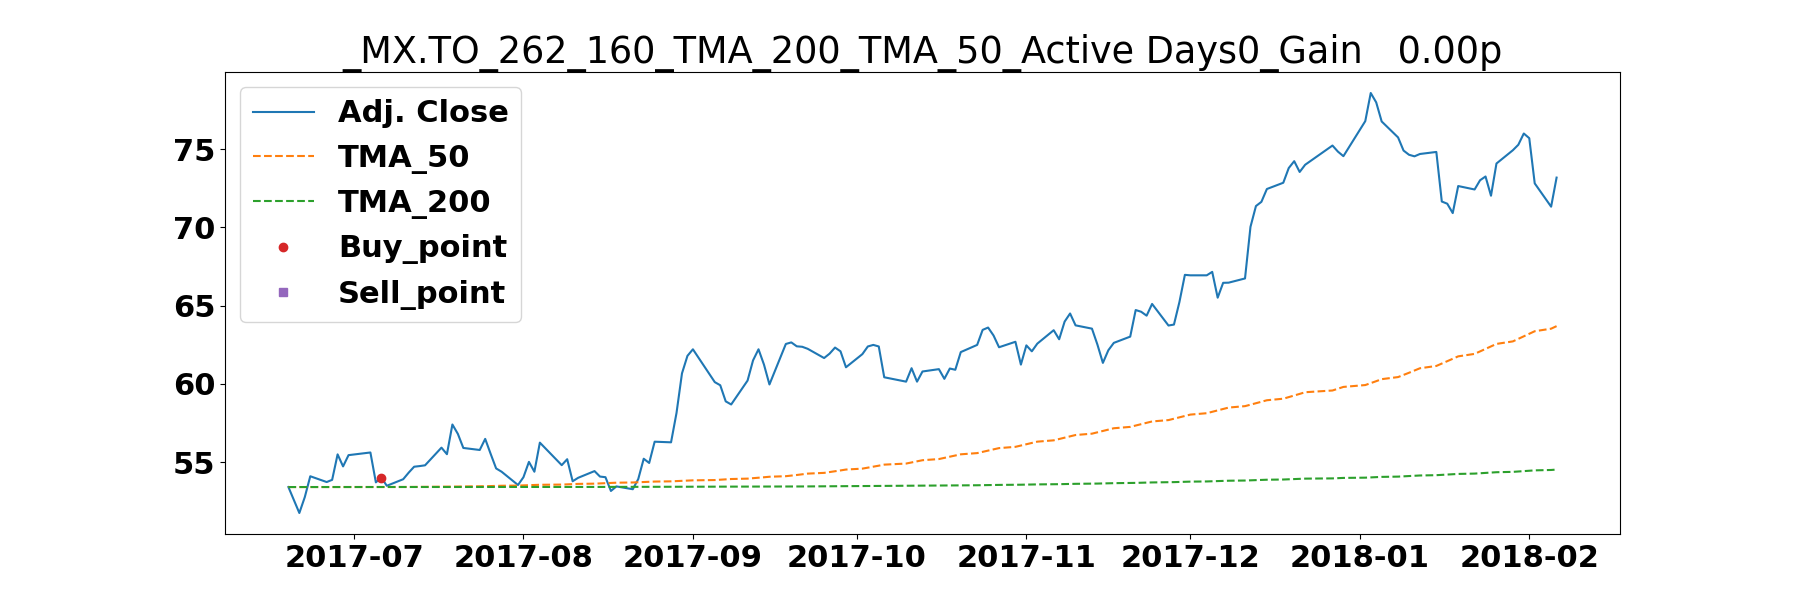 _MX.TO_262_160_TMA_200_TMA_50_Active Days0_Gain   0.00p
Adj. Close
TMA_50
TMA_200
Buy_point
Sell_point
75
70
65
60
55
2017-07 2017-08 2017-09 2017-10 2017-11 2017-12 2018-01 2018-02